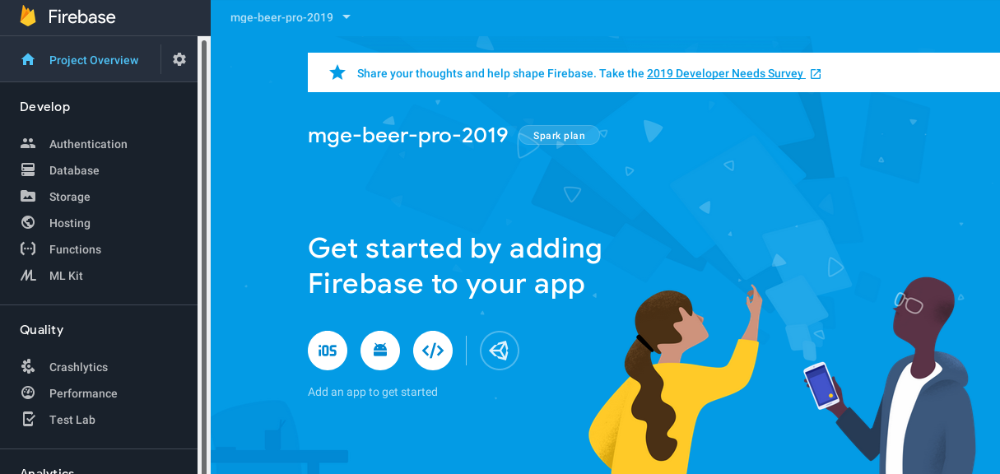 Firebase
mge-beer-pro-2019
Project Overview
Share your thoughts and help shape Firebase. Take the 2019 Developer Needs Survey
Develop
Authentication
Database
Storage
Hosting
Functions
ML Kit
Quality
Crashlytics
Performance
Test Lab
Analytics
mge-beer-pro-2019 Spark plan
Get started by adding
Firebase to your app
iOS
Add an app to get started